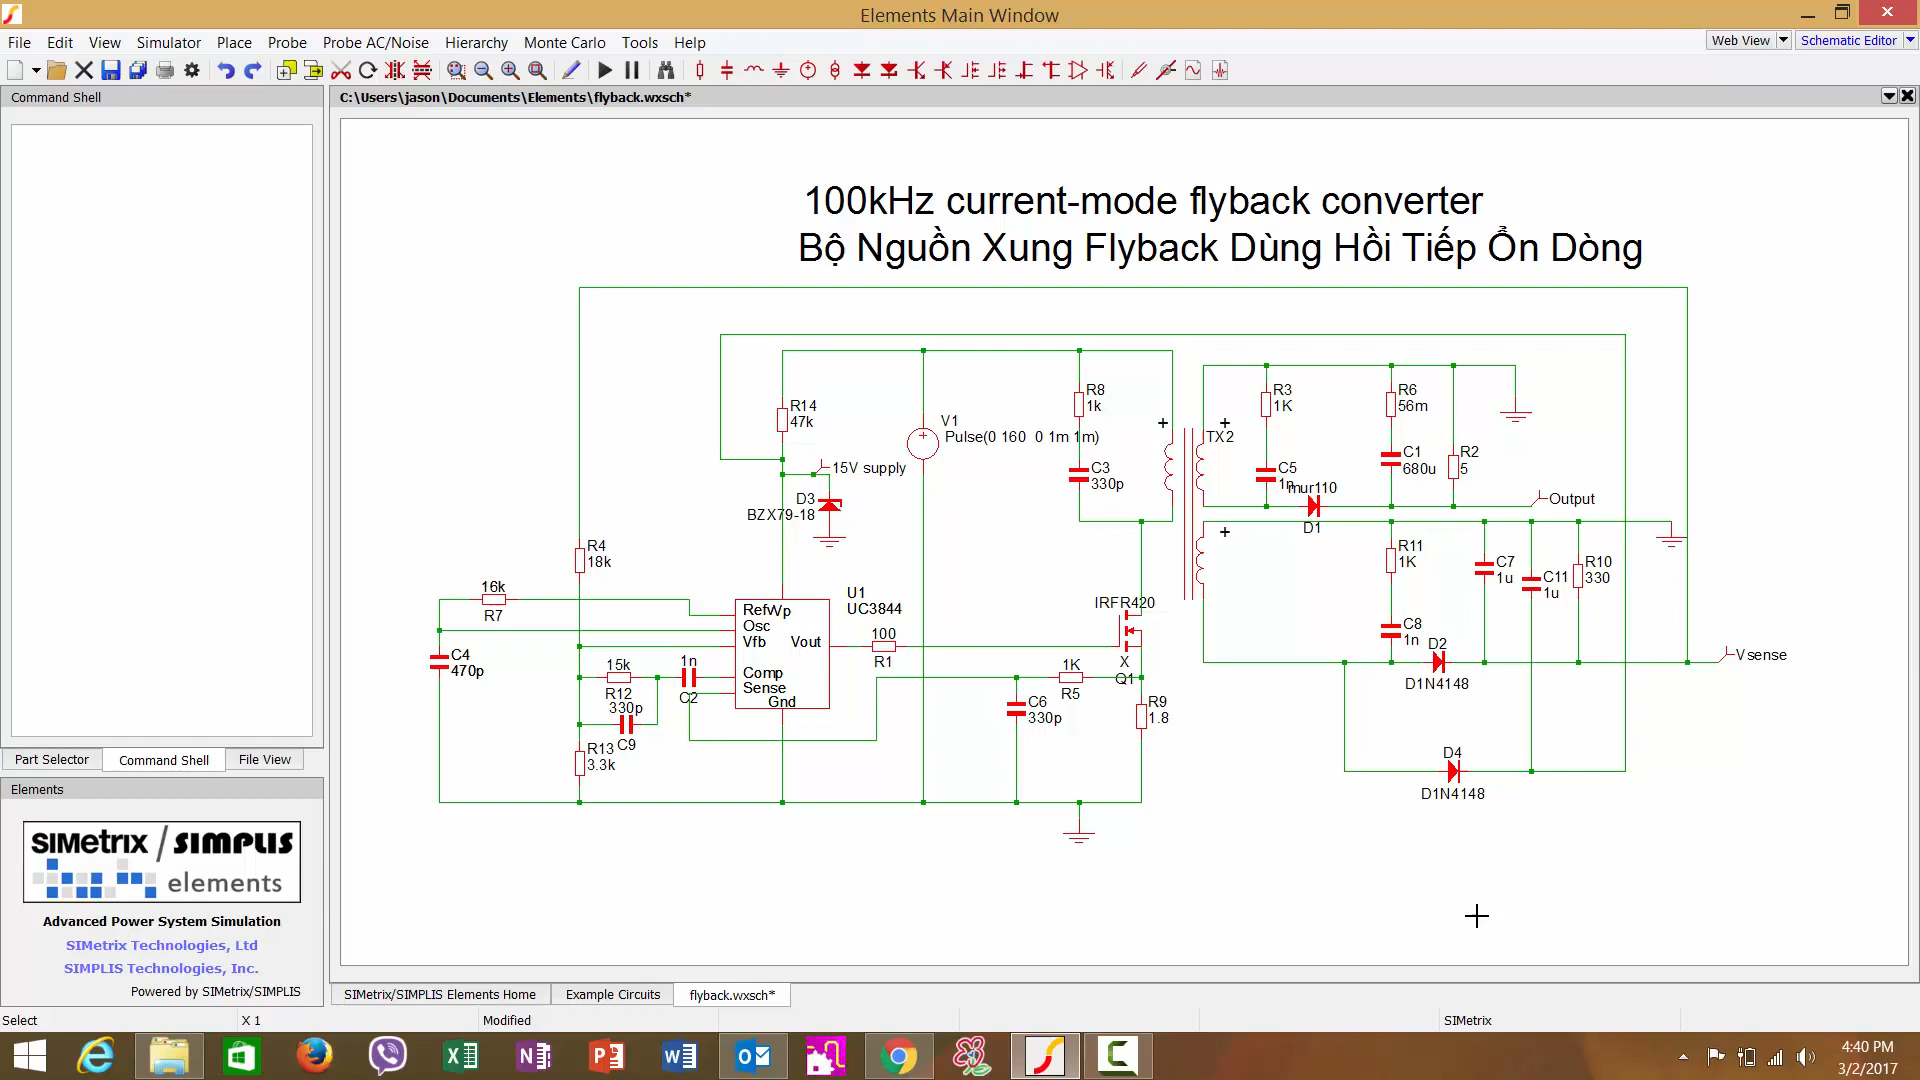 Elements Main Window
File Edit View Simulator Place Probe Probe AC/Noise Hierarchy Monte Carlo Tools Help
Web View Schematic Editor
Command Shell
C:\Users\jason\Documents\Elements\flyback.wxsch*
100kHz current-mode flyback converter
Bộ Nguồn Xung Flyback Dùng Hồi Tiếp Ổn Dòng
R14
47k
V1
Pulse(0 160 0 1m 1m)
15V supply
D3
BZX79-18
R8
1k
C3
330p
TX2
R3
1K
C5
1n
mur110
D1
R6
56m
C1
680u
R2
5
Output
R4
18k
16k
R7
C4
470p
U1
UC3844
Ref Vp
Osc
Vfb
Vout
Comp
Sense
Gnd
100
R1
15k
R12
1n
C2
330p
C9
R13
3.3k
IRFR420
X
Q1
1K
R5
C6
330p
R9
1.8
R11
1K
C8
1n
D2
D1N4148
C7
1u
C11
1u
R10
330
Vsense
D4
D1N4148
Part Selector Command Shell File View
Elements
SIMetrix / SIMPLIS
elements
Advanced Power System Simulation
SIMetrix Technologies, Ltd
SIMPLIS Technologies, Inc.
Powered by SIMetrix/SIMPLIS
SIMetrix/SIMPLIS Elements Home Example Circuits flyback.wxsch*
Select X 1 Modified SIMetrix
4:40 PM
3/2/2017